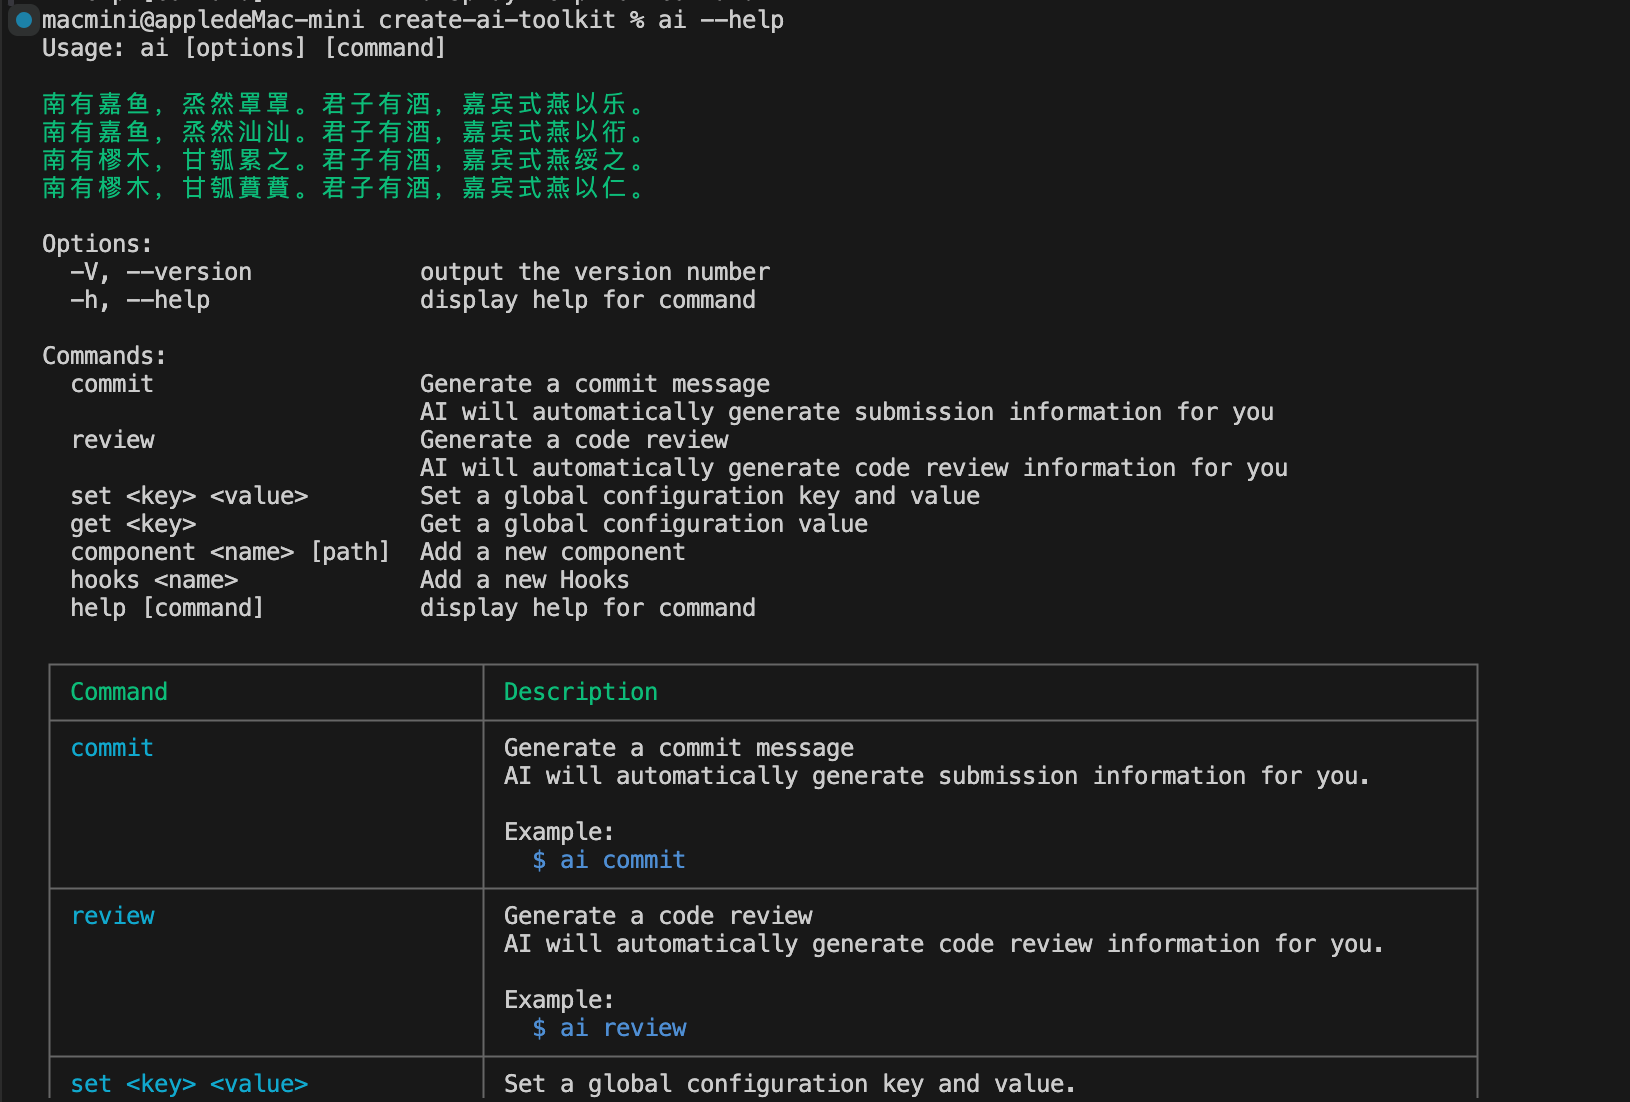 macmini@appledeMac-mini create-ai-toolkit % ai --help
Usage: ai [options] [command]
南有嘉鱼，烝然罩罩。君子有酒，嘉宾式燕以乐。
南有嘉鱼，烝然汕汕。君子有酒，嘉宾式燕以衎。
南有樛木，甘瓠累之。君子有酒，嘉宾式燕绥之。
南有樛木，甘瓠蔶蔶。君子有酒，嘉宾式燕以仁。
Options:
-V, --version output the version number
-h, --help display help for command
Commands:
commit Generate a commit message
AI will automatically generate submission information for you
review Generate a code review
AI will automatically generate code review information for you
set <key> <value> Set a global configuration key and value
get <key> Get a global configuration value
component <name> [path] Add a new component
hooks <name> Add a new Hooks
help [command] display help for command
Command Description
commit Generate a commit message
AI will automatically generate submission information for you.
Example:
$ ai commit
review Generate a code review
AI will automatically generate code review information for you.
Example:
$ ai review
set <key> <value> Set a global configuration key and value.